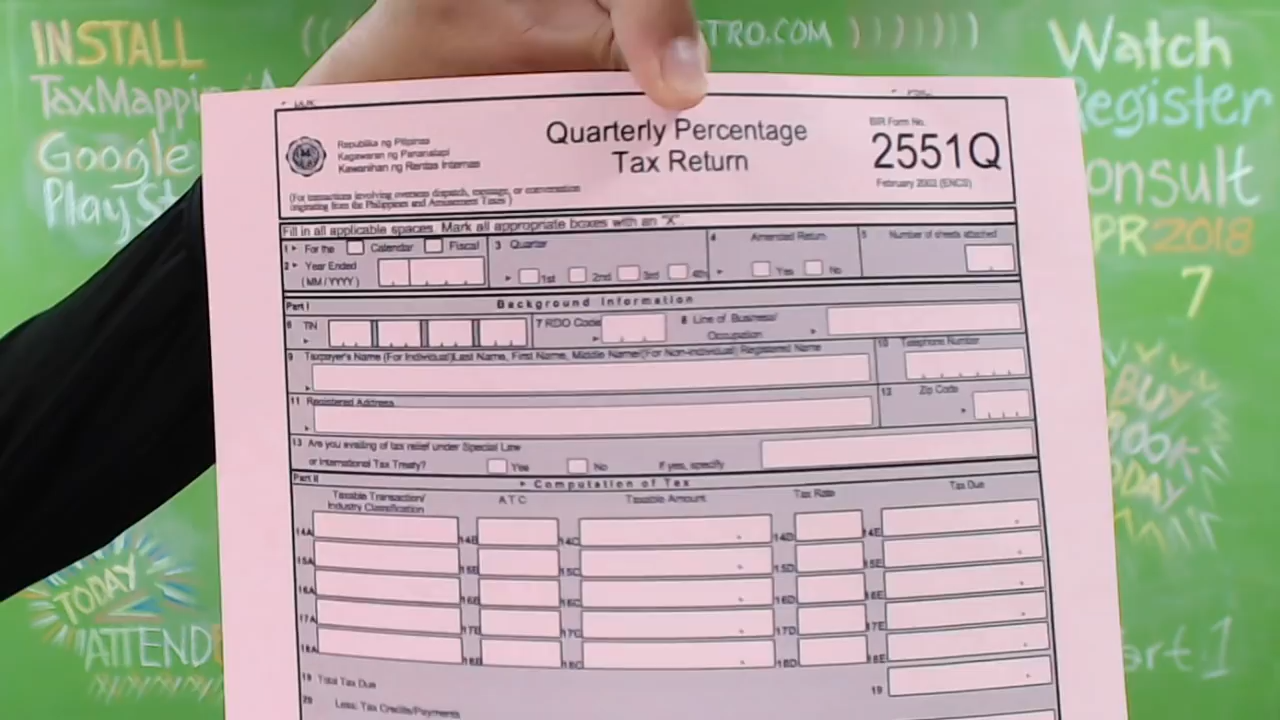 INSTALL
TaxMapp
Google
Play St
TRO.COM
Watch
Register
onsult
PR 2018
7
BUY
TODAY
ATTEND
art 1
Republika ng Pilipinas
Kagawaran ng Pananalapi
Kawanihan ng Rentas Internas
Quarterly Percentage
Tax Return
BIR Form No.
2551Q
February 2002 (ENCS)
(For transactions involving overseas dispatch, message, or conversation
originating from the Philippines and Amusement Taxes)
Fill in all applicable spaces. Mark all appropriate boxes with an "X".
1 For the Calendar Fiscal
2 Year Ended
(MM / YYYY)
3 Quarter
1st 2nd 3rd 4th
4 Amended Return
Yes No
5 Number of sheets attached
Part I Background Information
6 TIN
7 RDO Code
8 Line of Business/
Occupation
9 Taxpayer's Name (For Individual)Last Name, First Name, Middle Name/(For Non-individual) Registered Name
10 Telephone Number
11 Registered Address
12 Zip Code
13 Are you availing of tax relief under Special Law
or International Tax Treaty? Yes No If yes, specify
Part II Computation of Tax
Taxable Transaction/
Industry Classification
A T C
Taxable Amount
Tax Rate
Tax Due
14A 14B 14C 14D 14E
15A 15B 15C 15D 15E
16A 16B 16C 16D 16E
17A 17B 17C 17D 17E
18A 18B 18C 18D 18E
19 Total Tax Due 19
20 Less: Tax Credits/Payments